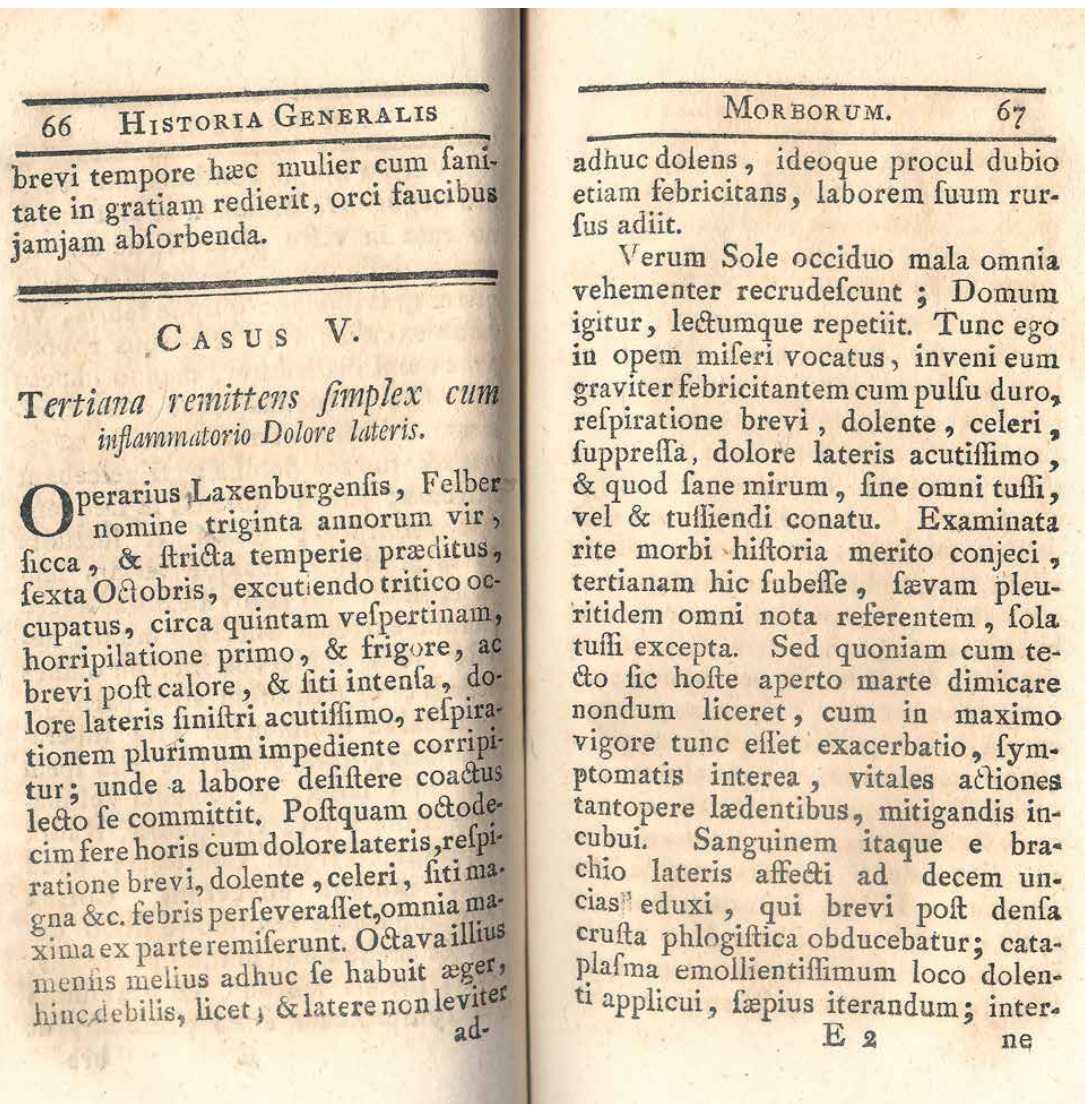 66 HISTORIA GENERALIS
brevi tempore hæc mulier cum ſani-
tate in gratiam redierit, orci faucibus
jamjam abſorbenda.
CASUS V.
Tertiana remittens ſimplex cum
inflammatorio Dolore lateris.
Operarius Laxenburgenſis, Felber
nomine triginta annorum vir,
ſicca, & ſtricta temperie præditus,
ſexta Octobris, excutiendo tritico oc-
cupatus, circa quintam veſpertinam,
horripilatione primo, & frigore, ac
brevi poſt calore, & ſiti intenſa, do-
lore lateris ſiniſtri acutiſſimo, reſpira-
tionem plurimum impediente corripi-
tur; unde a labore deſiſtere coactus
lecto ſe committit. Poſtquam octode-
cim fere horis cum dolore lateris, reſpi-
ratione brevi, dolente, celeri, ſiti ma-
gna &c. febris perſeveraſſet, omnia ma-
xima ex parte remiſerunt. Octava illius
menſis melius adhuc ſe habuit æger,
hinc debilis, licet, & latere non leviter
ad-
MORBORUM. 67
adhuc dolens, ideoque procul dubio
etiam febricitans, laborem ſuum rur-
ſus adiit.
Verum Sole occiduo mala omnia
vehementer recrudeſcunt; Domum
igitur, lectumque repetiit. Tunc ego
in opem miſeri vocatus, inveni eum
graviter febricitantem cum pulſu duro,
reſpiratione brevi, dolente, celeri,
ſuppreſſa, dolore lateris acutiſſimo,
& quod ſane mirum, ſine omni tuſſi,
vel & tuſſiendi conatu. Examinata
rite morbi hiſtoria merito conjeci,
tertianam hic ſubeſſe, ſævam pleu-
ritidem omni nota referentem, ſola
tuſſi excepta. Sed quoniam cum te-
cto ſic hoſte aperto marte dimicare
nondum liceret, cum in maximo
vigore tunc eſſet exacerbatio, ſym-
ptomatis interea, vitales actiones
tantopere lædentibus, mitigandis in-
cubui. Sanguinem itaque e bra-
chio lateris affecti ad decem un-
cias eduxi, qui brevi poſt denſa
cruſta phlogiſtica obducebatur; cata-
plaſma emollientiſſimum loco dolen-
ti applicui, ſæpius iterandum; inter-
E 2 ne